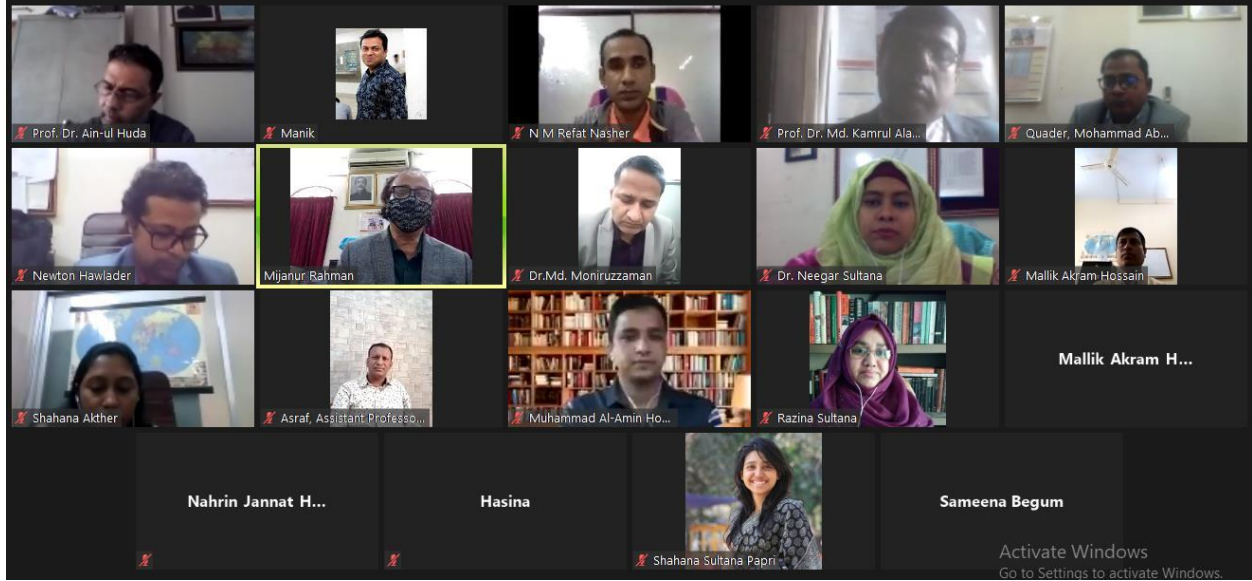 Prof. Dr. Ain-ul Huda
Manik
N M Refat Nasher
Prof. Dr. Md. Kamrul Ala...
Quader, Mohammad Ab...
Newton Hawlader
Mijanur Rahman
Dr.Md. Moniruzzaman
Dr. Neegar Sultana
Mallik Akram Hossain
Shahana Akther
Asraf, Assistant Professo...
Muhammad Al-Amin Ho...
Razina Sultana
Mallik Akram H...
Nahrin Jannat H...
Hasina
Shahana Sultana Papri
Sameena Begum
Activate Windows
Go to Settings to activate Windows.